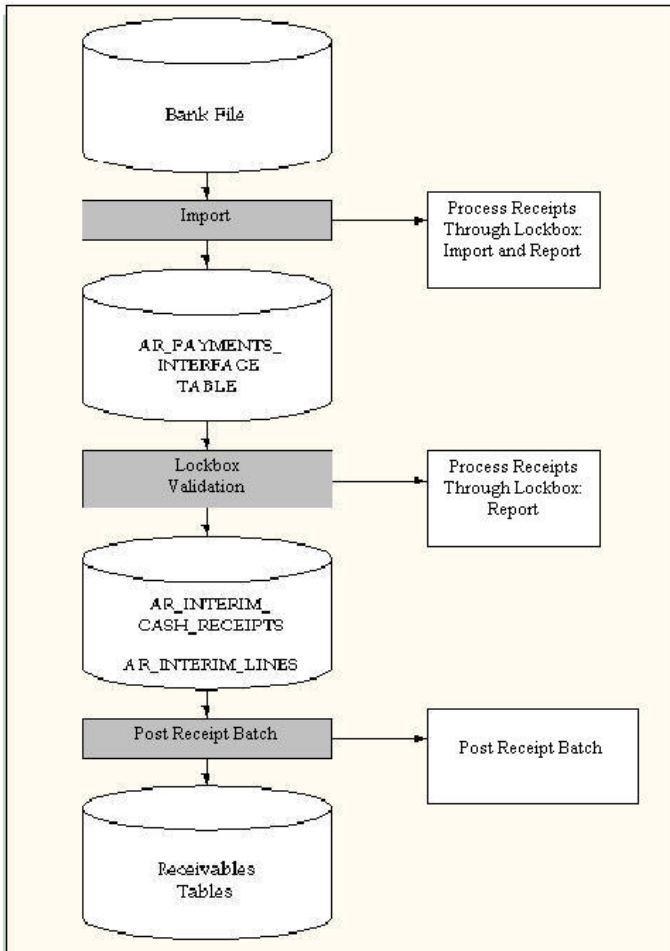 Bank File
Import
Process Receipts
Through Lockbox:
Import and Report
AR_PAYMENTS_
INTERFACE
TABLE
Lockbox
Validation
Process Receipts
Through Lockbox:
Report
AR_INTERIM_
CASH_RECEIPTS
AR_INTERIM_LINES
Post Receipt Batch
Post Receipt Batch
Receivables
Tables